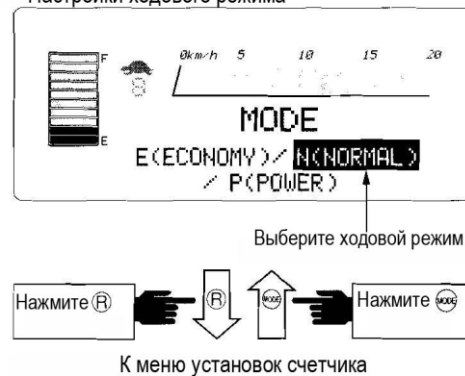 Настройки ходового режима
F
E
0km/h 5 10 15 20
MODE
E(ECONOMY)/ N(NORMAL)
/ P(POWER)
Выберите ходовой режим
Нажмите Ⓡ
R
MODE
Нажмите MODE
К меню установок счетчика